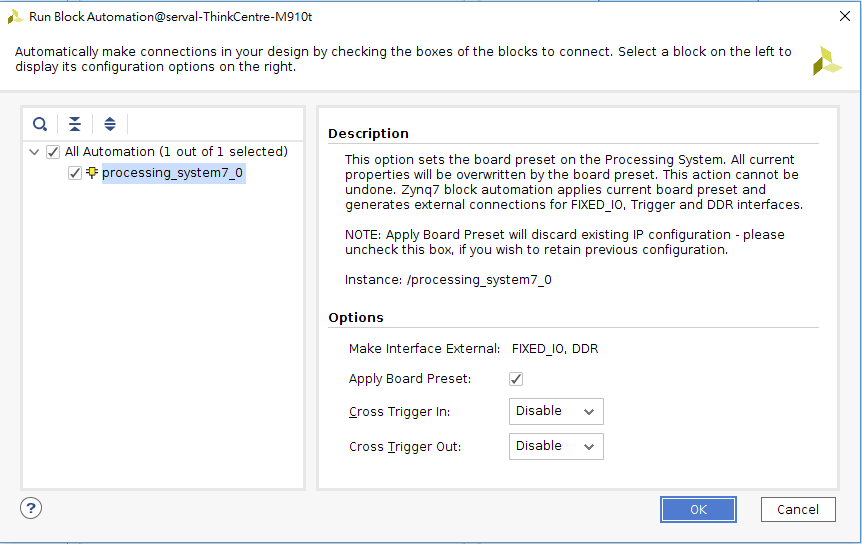 Run Block Automation@serval-ThinkCentre-M910t
Automatically make connections in your design by checking the boxes of the blocks to connect. Select a block on the left to
display its configuration options on the right.
All Automation (1 out of 1 selected)
processing_system7_0
Description
This option sets the board preset on the Processing System. All current
properties will be overwritten by the board preset. This action cannot be
undone. Zynq7 block automation applies current board preset and
generates external connections for FIXED_IO, Trigger and DDR interfaces.
NOTE: Apply Board Preset will discard existing IP configuration - please
uncheck this box, if you wish to retain previous configuration.
Instance: /processing_system7_0
Options
Make Interface External: FIXED_IO, DDR
Apply Board Preset:
Cross Trigger In: Disable
Cross Trigger Out: Disable
?
OK
Cancel